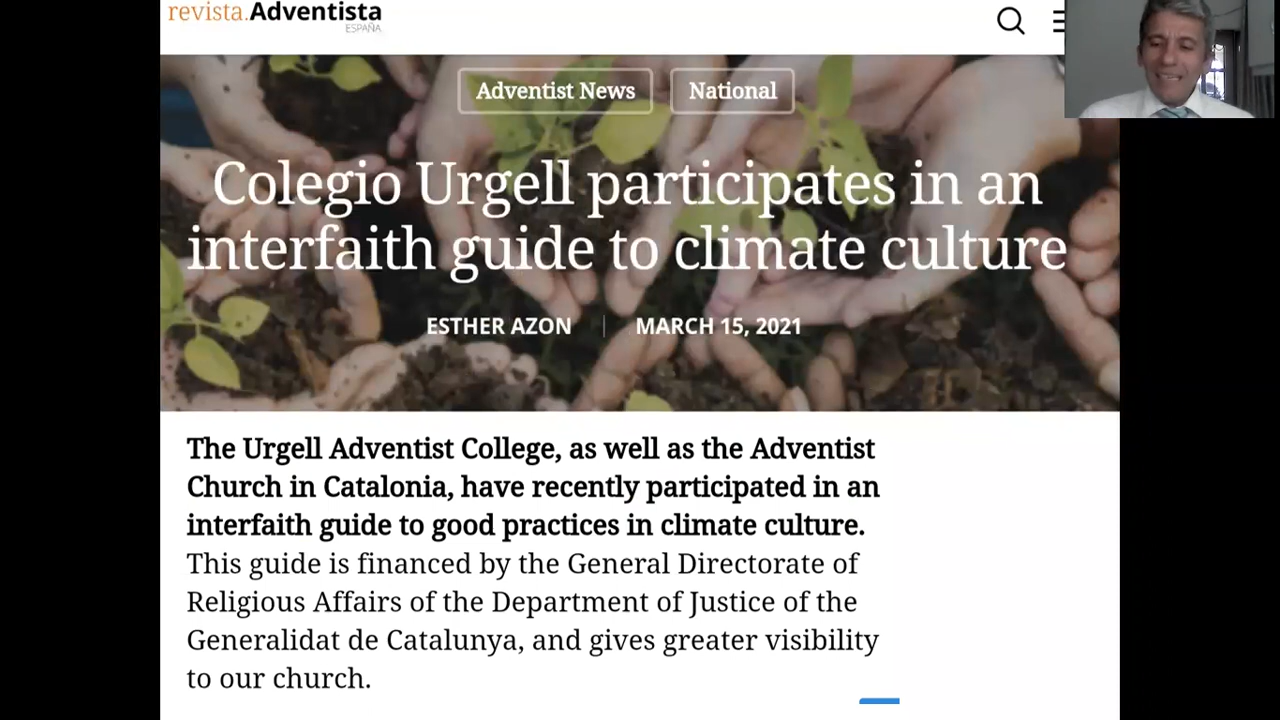 revista.Adventista
ESPAÑA
Adventist News
National
Colegio Urgell participates in an
interfaith guide to climate culture
ESTHER AZON | MARCH 15, 2021
The Urgell Adventist College, as well as the Adventist
Church in Catalonia, have recently participated in an
interfaith guide to good practices in climate culture.
This guide is financed by the General Directorate of
Religious Affairs of the Department of Justice of the
Generalidat de Catalunya, and gives greater visibility
to our church.